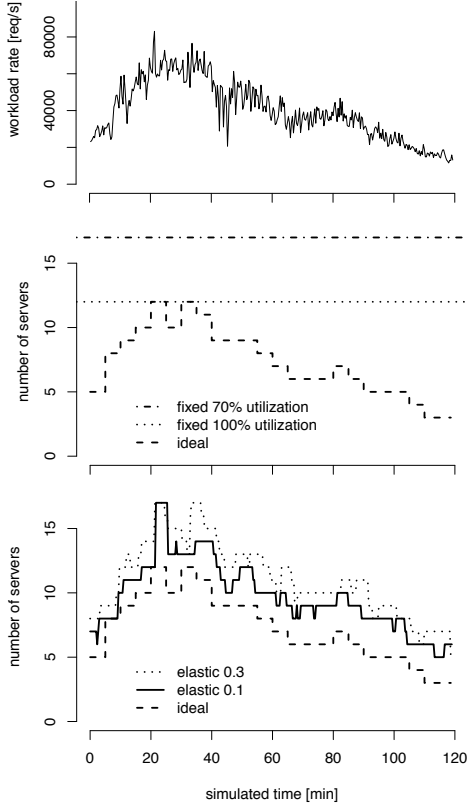 workload rate [req/s]
80000
40000
0
number of servers
15
10
5
0
fixed 70% utilization
fixed 100% utilization
ideal
number of servers
15
10
5
0
elastic 0.3
elastic 0.1
ideal
0 20 40 60 80 100 120
simulated time [min]